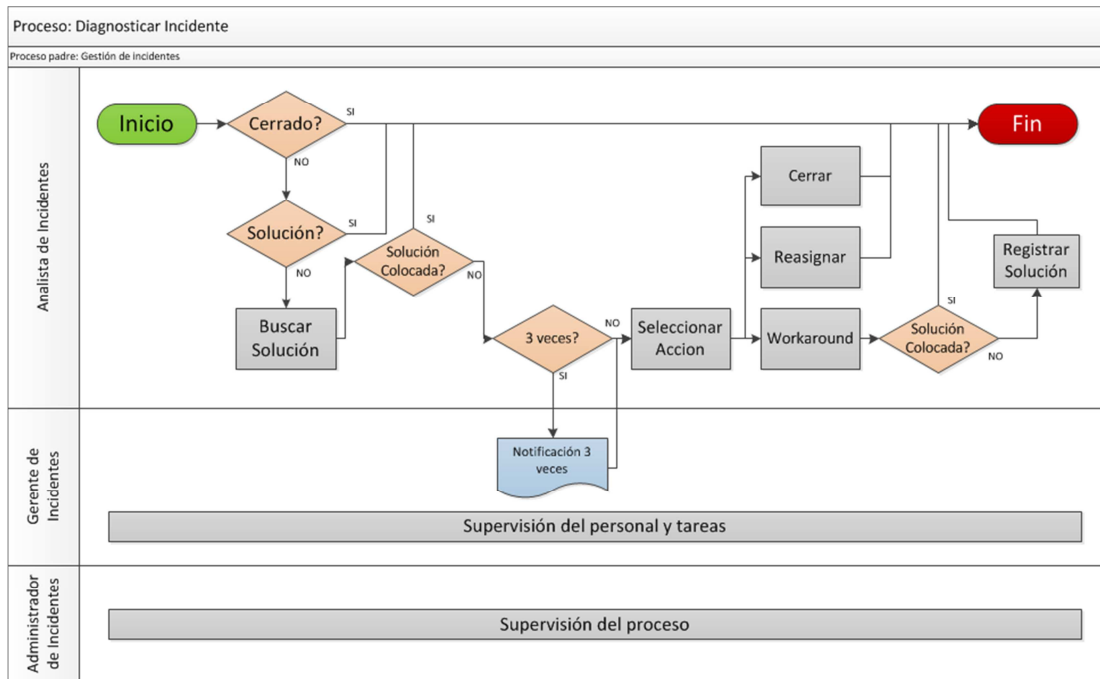 Proceso: Diagnosticar Incidente
Proceso padre: Gestión de incidentes
Analista de Incidentes
Inicio
Cerrado?
SI
NO
Fin
Solución?
SI
NO
Buscar
Solución
Solución
Colocada?
SI
NO
3 veces?
NO
SI
Seleccionar
Accion
Cerrar
Reasignar
Workaround
Solución
Colocada?
SI
NO
Registrar
Solución
Gerente de
Incidentes
Notificación 3
veces
Supervisión del personal y tareas
Administrador
de Incidentes
Supervisión del proceso